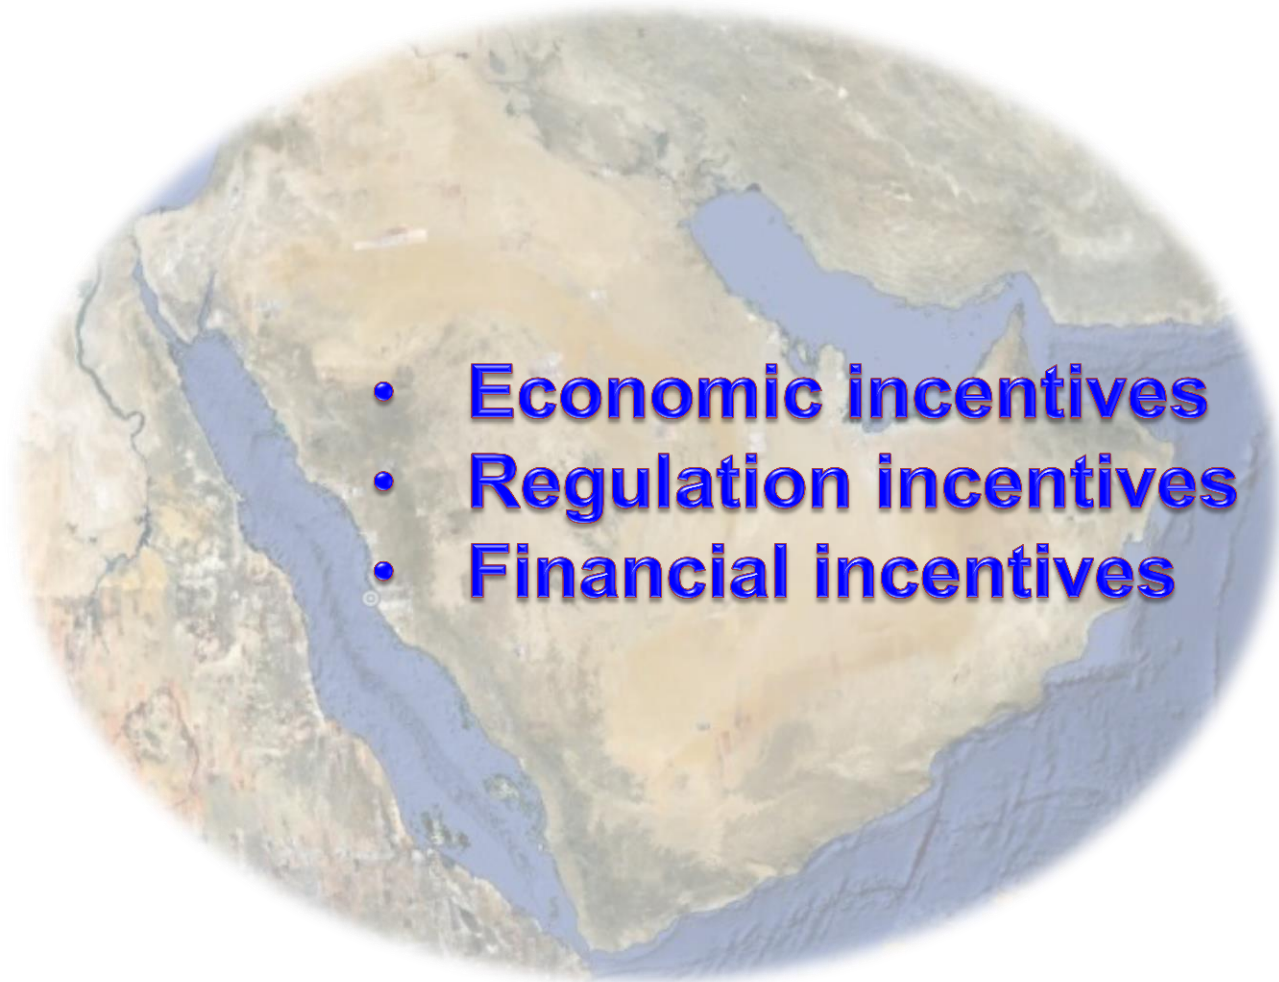 • Economic incentives
• Regulation incentives
• Financial incentives